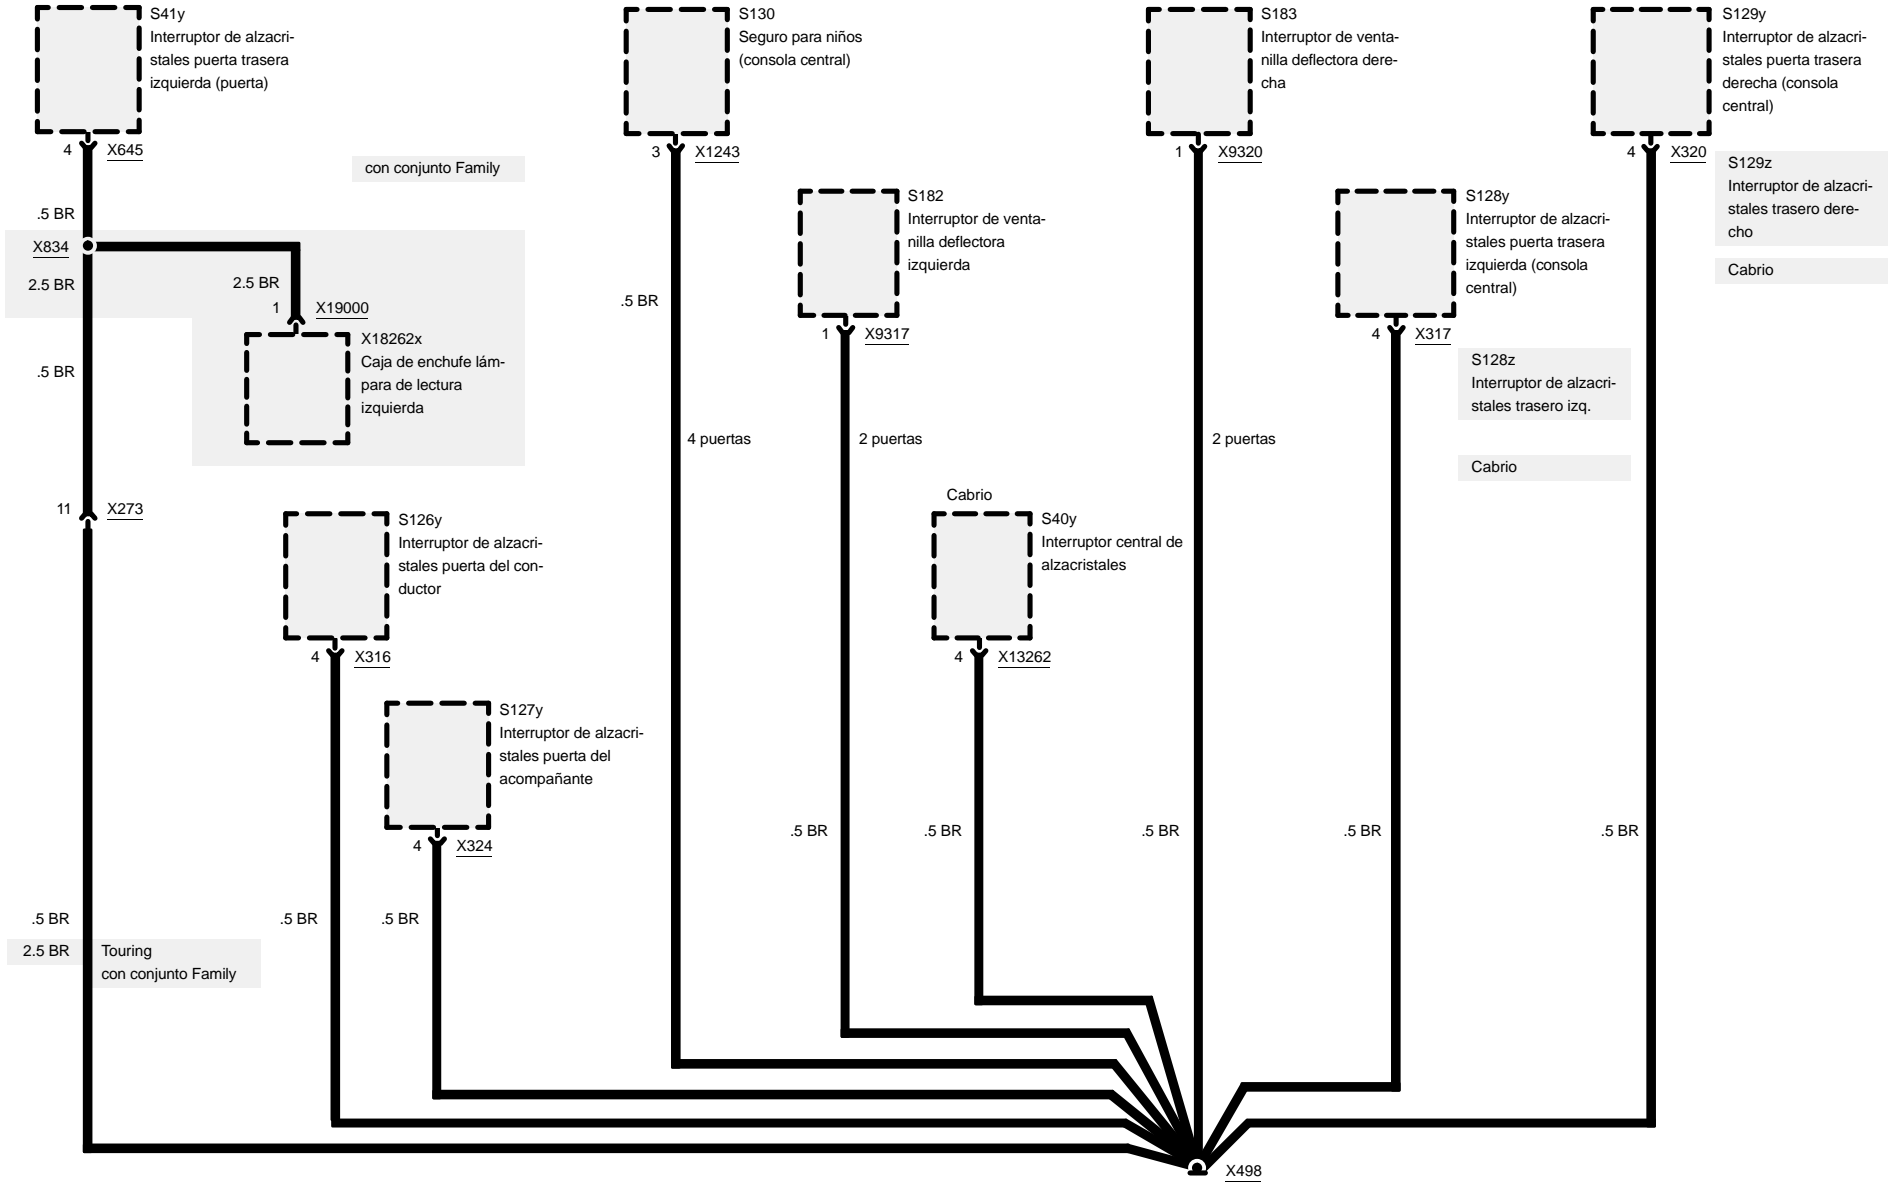 S41y
Interruptor de alzacri-
stales puerta trasera
izquierda (puerta)
4
X645
.5 BR
con conjunto Family
X834
2.5 BR
2.5 BR
1
X19000
X18262x
Caja de enchufe lám-
para de lectura
izquierda
.5 BR
11
X273
S126y
Interruptor de alzacri-
stales puerta del con-
ductor
4
X316
S127y
Interruptor de alzacri-
stales puerta del
acompañante
4
X324
.5 BR
.5 BR
.5 BR
2.5 BR
Touring
con conjunto Family
S130
Seguro para niños
(consola central)
3
X1243
.5 BR
4 puertas
S182
Interruptor de venta-
nilla deflectora
izquierda
1
X9317
2 puertas
.5 BR
Cabrio
S40y
Interruptor central de
alzacristales
4
X13262
.5 BR
S183
Interruptor de venta-
nilla deflectora dere-
cha
1
X9320
2 puertas
.5 BR
S128y
Interruptor de alzacri-
stales puerta trasera
izquierda (consola
central)
4
X317
S128z
Interruptor de alzacri-
stales trasero izq.
Cabrio
.5 BR
S129y
Interruptor de alzacri-
stales puerta trasera
derecha (consola
central)
4
X320
S129z
Interruptor de alzacri-
stales trasero dere-
cho
Cabrio
.5 BR
X498